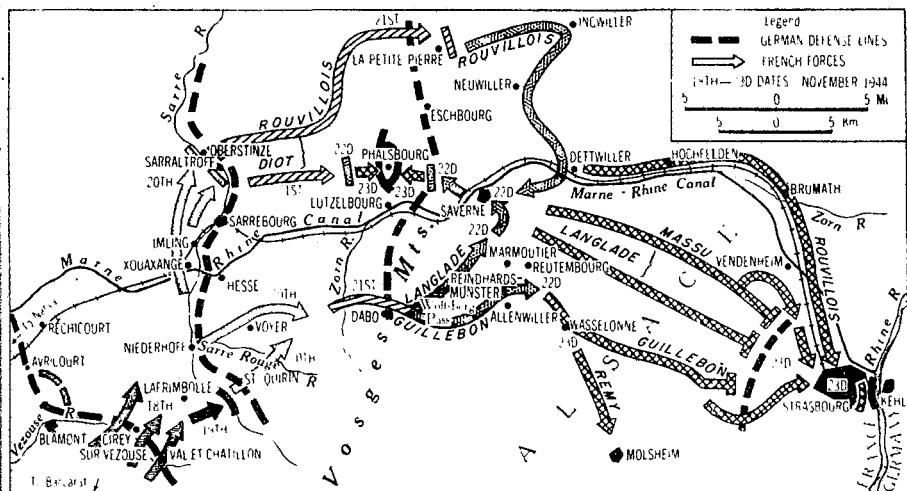 Legend
GERMAN DEFENSE LINES
FRENCH FORCES
DATES NOVEMBER 1944
5 0 5 Mi
5 0 5 Km
21ST
INGWILLER
LA PETITE PIERRE
ROUVILLOIS
NEUWILLER
ESCHBOURG
Sarre R
ROUVILLOIS
OBERSTINZE
SARRALTROFF
DIOT
20TH
PHALSBOURG
22D
22D
1ST
23D
23D
LUTZELBOURG
DETTWILLER
HOCHFELDEN
Marne - Rhine Canal
BRUMATH
Zorn R
22D
SAVERNE
22D
SARREBOURG
Canal
Rhine
Marne
IMLING
XOUAXANGE
HESSE
Zorn R
Mts.
LANGLADE
MARMOUTIER
REUTEMBOURG
REINDHARDS-
MUNSTER
22D
LANGLADE
MASSU
VENDENHEIM
ROUVILLOIS
RECHICOURT
21ST
DABO
GUILLEBON
ALLENWILLER
VOYER
NIEDERHOFF
Sarre Rouge
R
AVRICOURT
LAFRIMBOLLE
ST QUIRIN
18TH
19TH
WASSELONNE
23D
GUILLEBON
REMY
23D
23D
STRASBOURG
KEHL
Rhine R
Vezouse R
BLAMONT
CIREY
SUR VEZOUSE
VAL ET CHATILLON
Vosges
ALSACE
MOLSHEIM
FRANCE
GERMANY